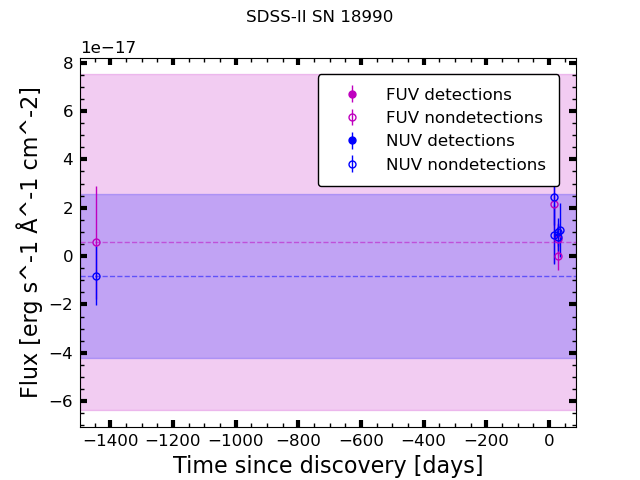 SDSS-II SN 18990
1e−17
8
6
4
2
0
−2
−4
−6
Flux [erg s^-1 Å^-1 cm^-2]
FUV detections
FUV nondetections
NUV detections
NUV nondetections
−1400 −1200 −1000 −800 −600 −400 −200 0
Time since discovery [days]